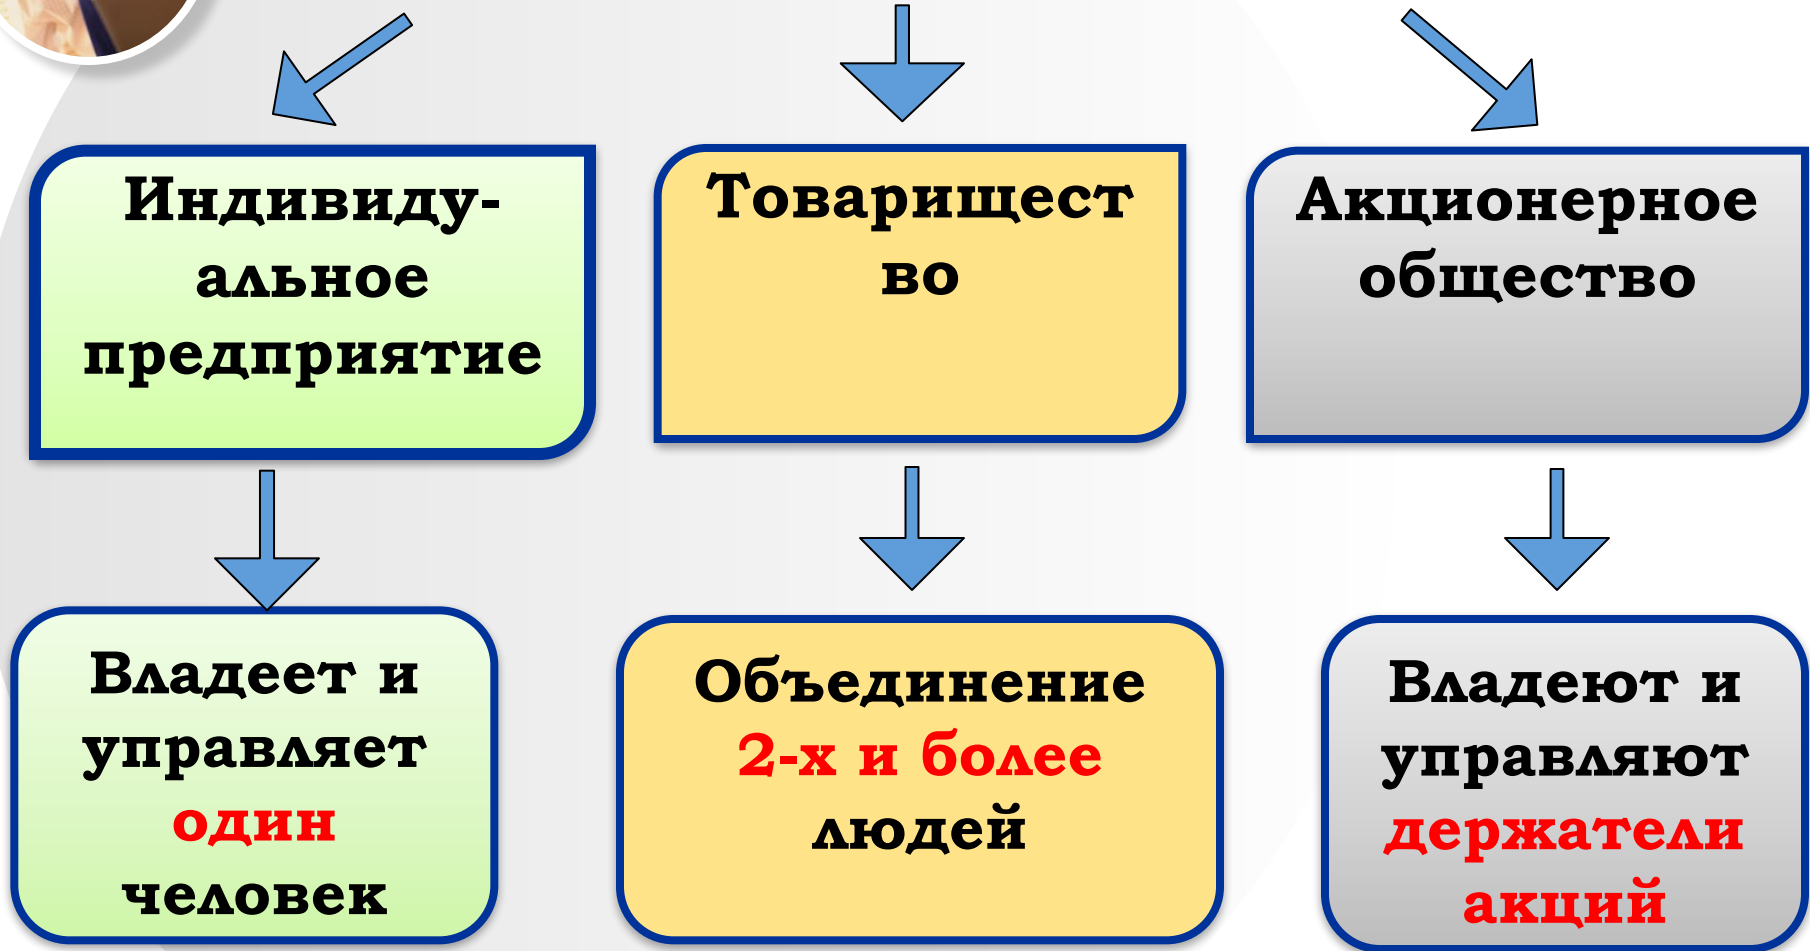 Индивиду-
альное
предприятие
Товарищест
во
Акционерное
общество
Владеет и
управляет
один
человек
Объединение
2-х и более
людей
Владеют и
управляют
держатели
акций